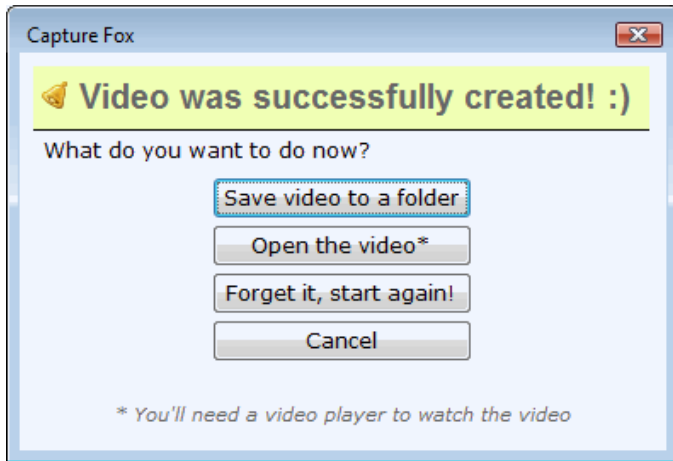 Capture Fox
Video was successfully created! :)
What do you want to do now?
Save video to a folder
Open the video*
Forget it, start again!
Cancel
* You'll need a video player to watch the video